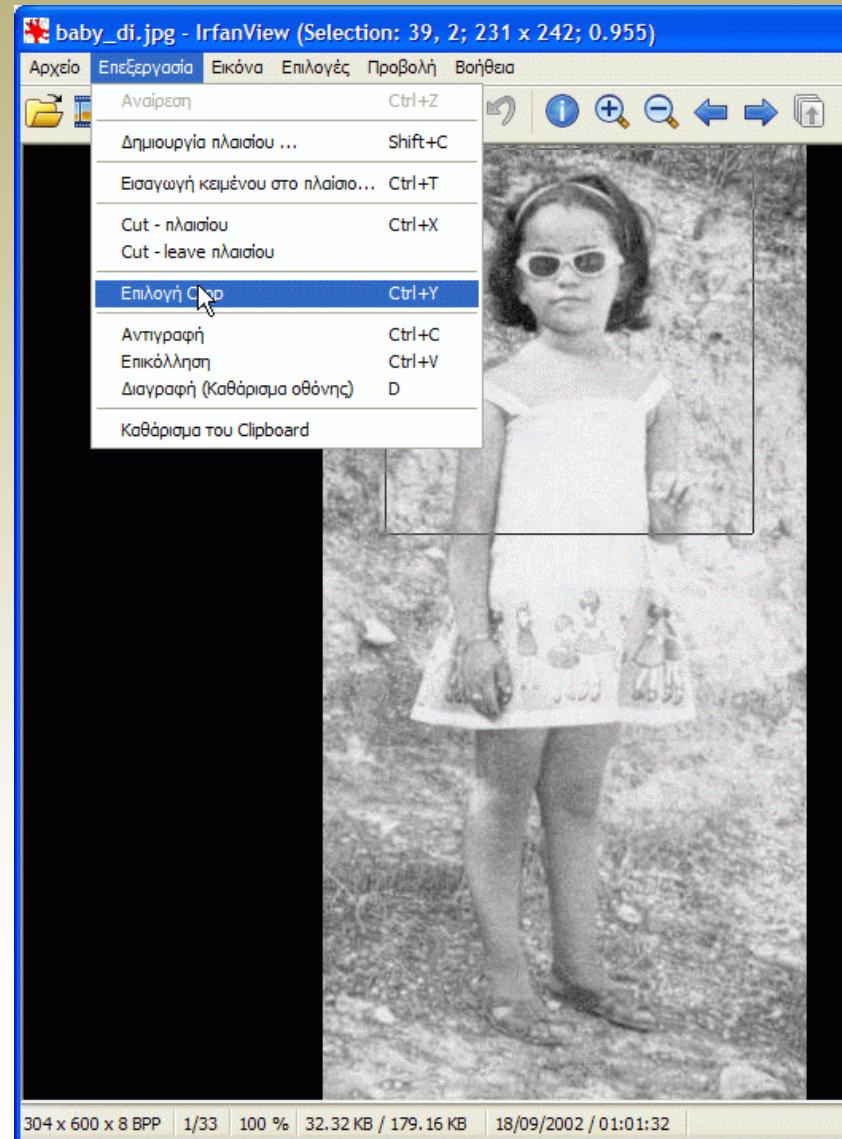 baby_di.jpg - IrfanView (Selection: 39, 2; 231 x 242; 0.955)
Αρχείο Επεξεργασία Εικόνα Επιλογές Προβολή Βοήθεια
Αναίρεση Ctrl+Z
Δημιουργία πλαισίου ... Shift+C
Εισαγωγή κειμένου στο πλαίσιο... Ctrl+T
Cut - πλαισίου Ctrl+X
Cut - leave πλαισίου
Επιλογή Crop Ctrl+Y
Αντιγραφή Ctrl+C
Επικόλληση Ctrl+V
Διαγραφή (Καθάρισμα οθόνης) D
Καθάρισμα του Clipboard
304 x 600 x 8 BPP 1/33 100 % 32.32 KB / 179.16 KB 18/09/2002 / 01:01:32